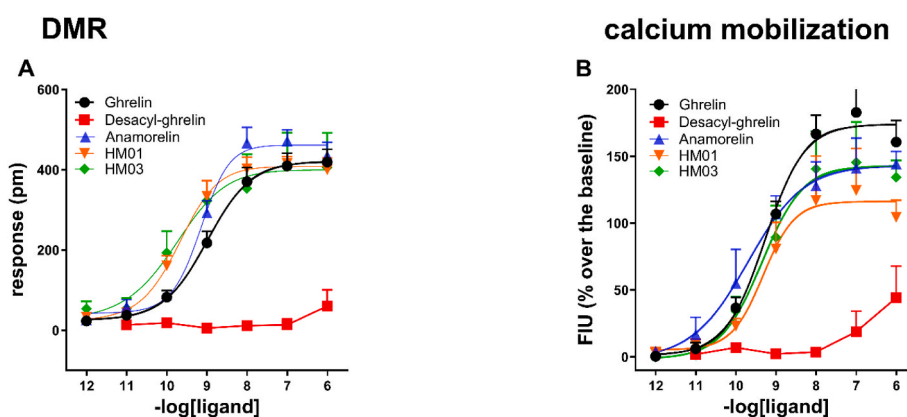 DMR
calcium mobilization
A
600
400
200
0
response (pm)
Ghrelin
Desacyl-ghrelin
Anamorelin
HM01
HM03
12 11 10 9 8 7 6
-log[ligand]
B
200
150
100
50
0
FIU (% over the baseline)
Ghrelin
Desacyl-ghrelin
Anamorelin
HM01
HM03
12 11 10 9 8 7 6
-log[ligand]